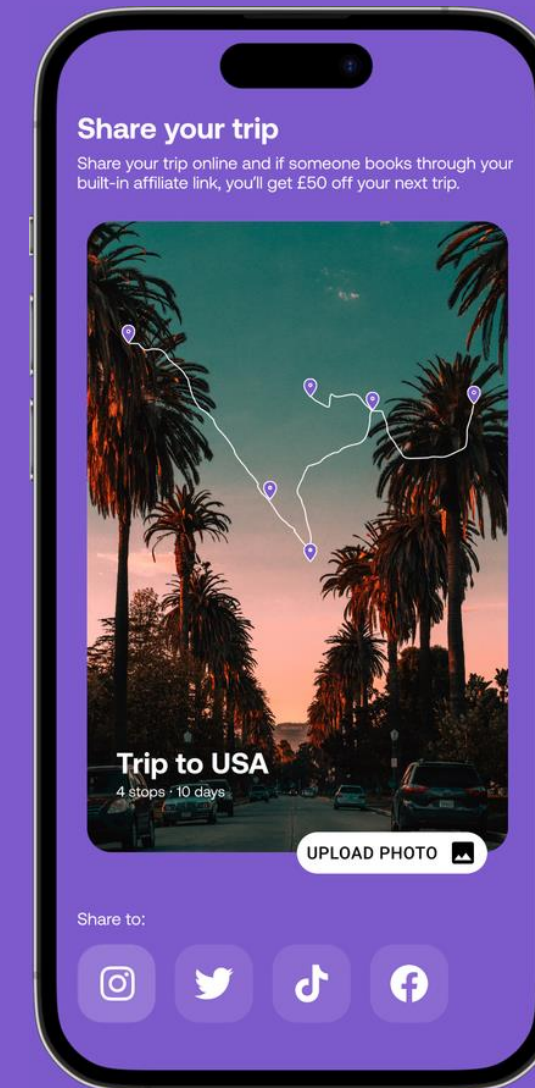 Share your trip
Share your trip online and if someone books through your
built-in affiliate link, you'll get £50 off your next trip.
Trip to USA
4 stops · 10 days
UPLOAD PHOTO
Share to: